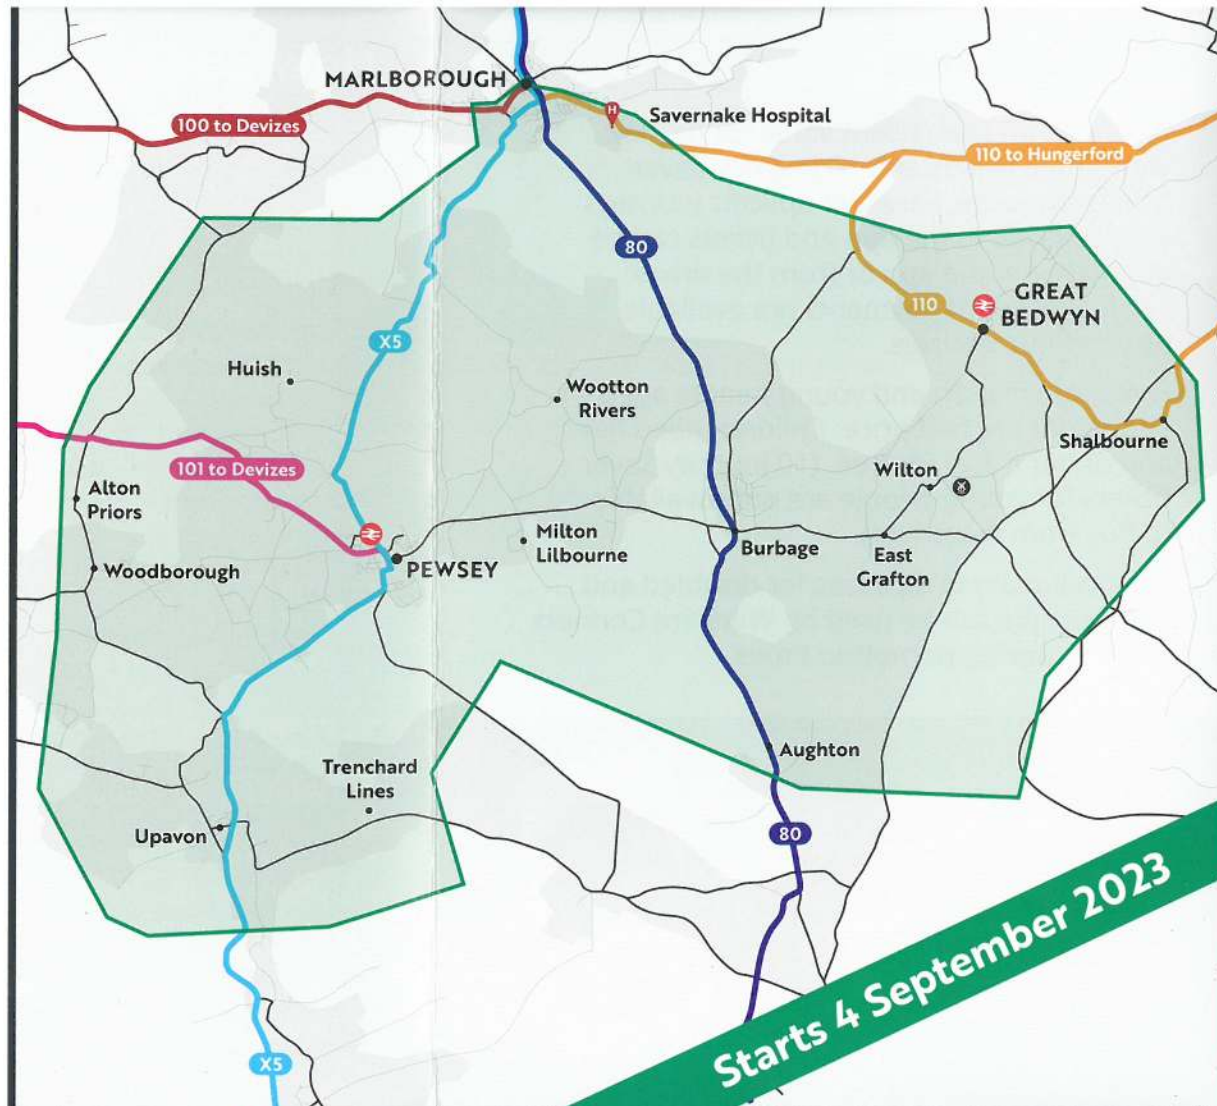 MARLBOROUGH
Savernake Hospital
H
100 to Devizes
110 to Hungerford
80
GREAT
BEDWYN
110
X5
Huish
Wootton
Rivers
Shalbourne
101 to Devizes
Wilton
Alton
Priors
Milton
Lilbourne
Burbage
East
Grafton
Woodborough
PEWSEY
Aughton
Trenchard
Lines
Upavon
80
Starts 4 September 2023
X5